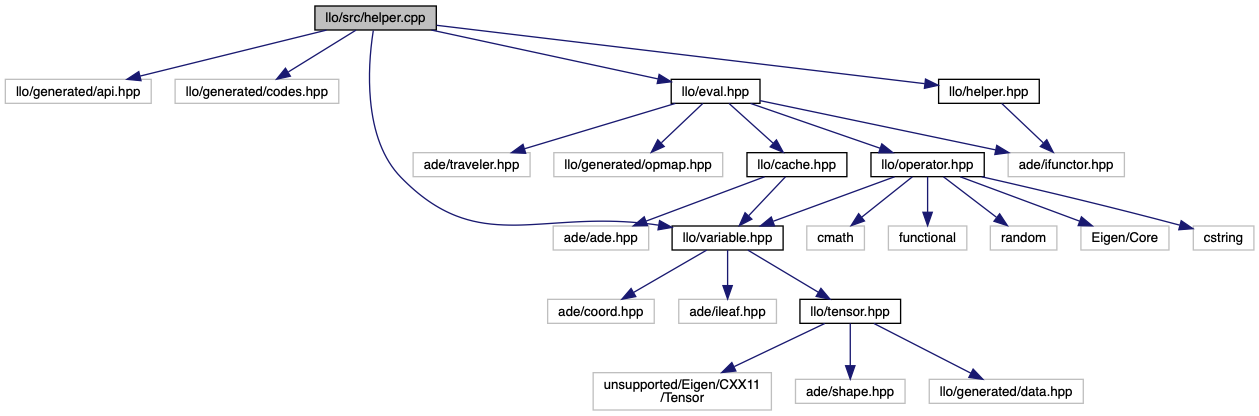 llo/src/helper.cpp
llo/generated/api.hpp
llo/generated/codes.hpp
llo/eval.hpp
llo/helper.hpp
ade/traveler.hpp
llo/generated/opmap.hpp
llo/cache.hpp
llo/operator.hpp
ade/ifunctor.hpp
ade/ade.hpp
llo/variable.hpp
cmath
functional
random
Eigen/Core
cstring
ade/coord.hpp
ade/ileaf.hpp
llo/tensor.hpp
unsupported/Eigen/CXX11
/Tensor
ade/shape.hpp
llo/generated/data.hpp